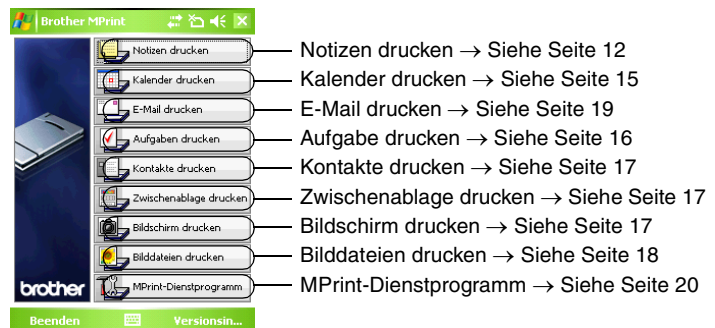 Brother MPrint
Notizen drucken
Kalender drucken
E-Mail drucken
Aufgaben drucken
Kontakte drucken
Zwischenablage drucken
Bildschirm drucken
Bilddateien drucken
MPrint-Dienstprogramm
brother
Beenden
Versionsin...
Notizen drucken → Siehe Seite 12
Kalender drucken → Siehe Seite 15
E-Mail drucken → Siehe Seite 19
Aufgabe drucken → Siehe Seite 16
Kontakte drucken → Siehe Seite 17
Zwischenablage drucken → Siehe Seite 17
Bildschirm drucken → Siehe Seite 17
Bilddateien drucken → Siehe Seite 18
MPrint-Dienstprogramm → Siehe Seite 20